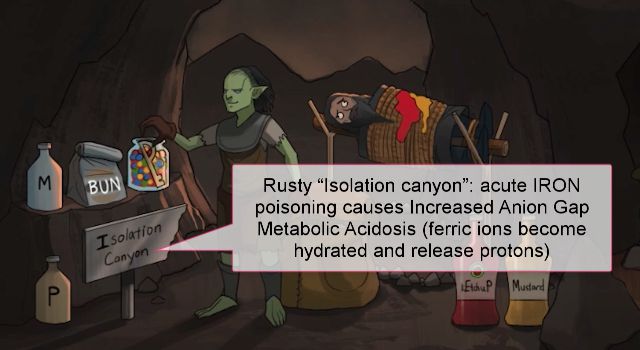 M
BUN
Isolation
Canyon
P
Rusty “Isolation canyon”: acute IRON
poisoning causes Increased Anion Gap
Metabolic Acidosis (ferric ions become
hydrated and release protons)
kEtchuP
Mustard